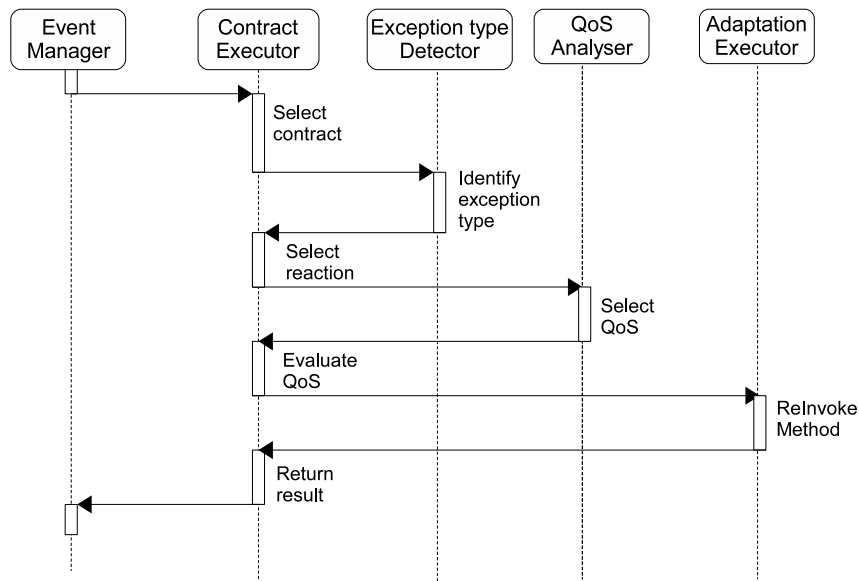 Event
Manager
Contract
Executor
Exception type
Detector
QoS
Analyser
Adaptation
Executor
Select
contract
Identify
exception
type
Select
reaction
Select
QoS
Evaluate
QoS
ReInvoke
Method
Return
result